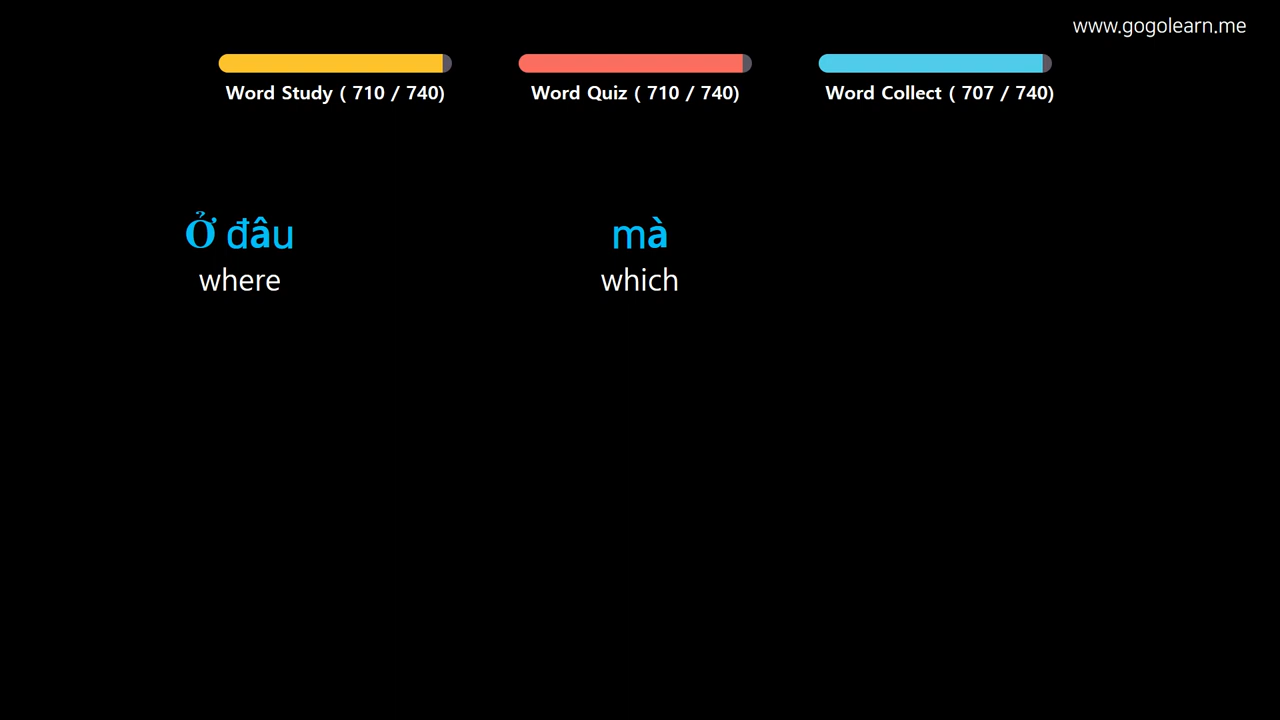 www.gogolearn.me
Word Study ( 710 / 740)
Word Quiz ( 710 / 740)
Word Collect ( 707 / 740)
Ở đâu
where
mà
which